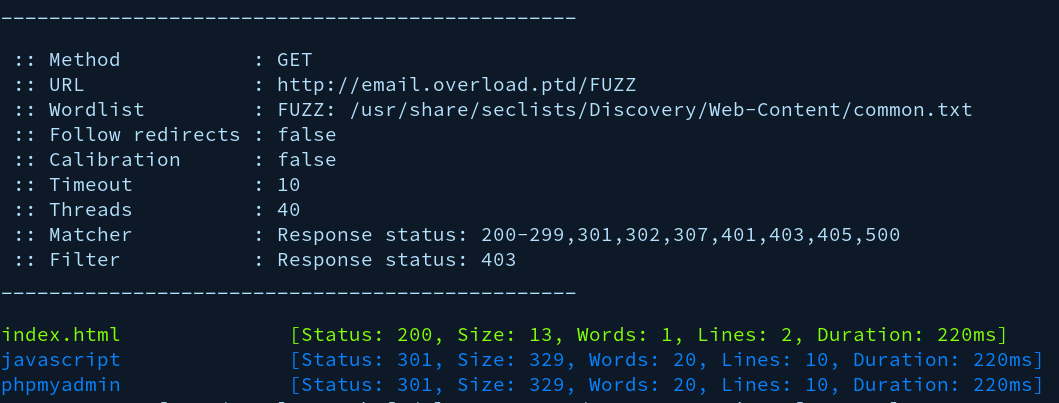 ________________________________________________
:: Method : GET
:: URL : http://email.overload.ptd/FUZZ
:: Wordlist : FUZZ: /usr/share/seclists/Discovery/Web-Content/common.txt
:: Follow redirects : false
:: Calibration : false
:: Timeout : 10
:: Threads : 40
:: Matcher : Response status: 200-299,301,302,307,401,403,405,500
:: Filter : Response status: 403
________________________________________________
index.html [Status: 200, Size: 13, Words: 1, Lines: 2, Duration: 220ms]
javascript [Status: 301, Size: 329, Words: 20, Lines: 10, Duration: 220ms]
phpmyadmin [Status: 301, Size: 329, Words: 20, Lines: 10, Duration: 220ms]